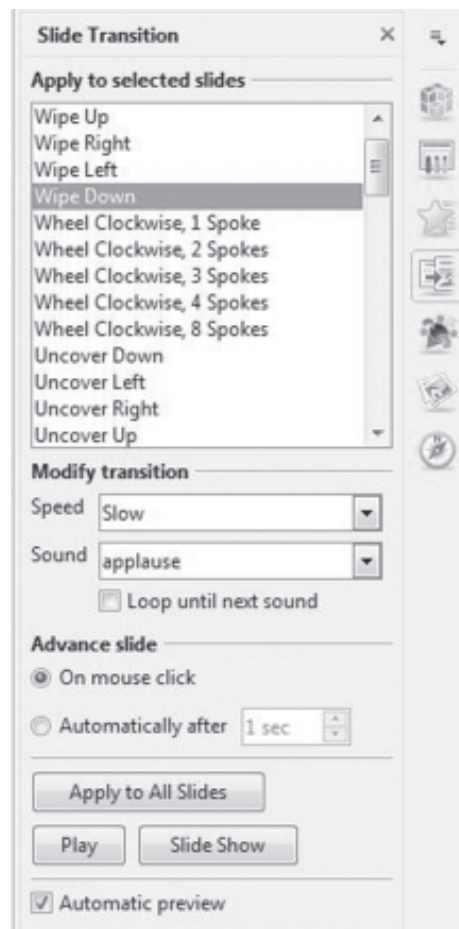 Slide Transition
Apply to selected slides
Wipe Up
Wipe Right
Wipe Left
Wipe Down
Wheel Clockwise, 1 Spoke
Wheel Clockwise, 2 Spokes
Wheel Clockwise, 3 Spokes
Wheel Clockwise, 4 Spokes
Wheel Clockwise, 8 Spokes
Uncover Down
Uncover Left
Uncover Right
Uncover Up
Modify transition
Speed Slow
Sound applause
Loop until next sound
Advance slide
On mouse click
Automatically after 1 sec
Apply to All Slides
Play Slide Show
Automatic preview